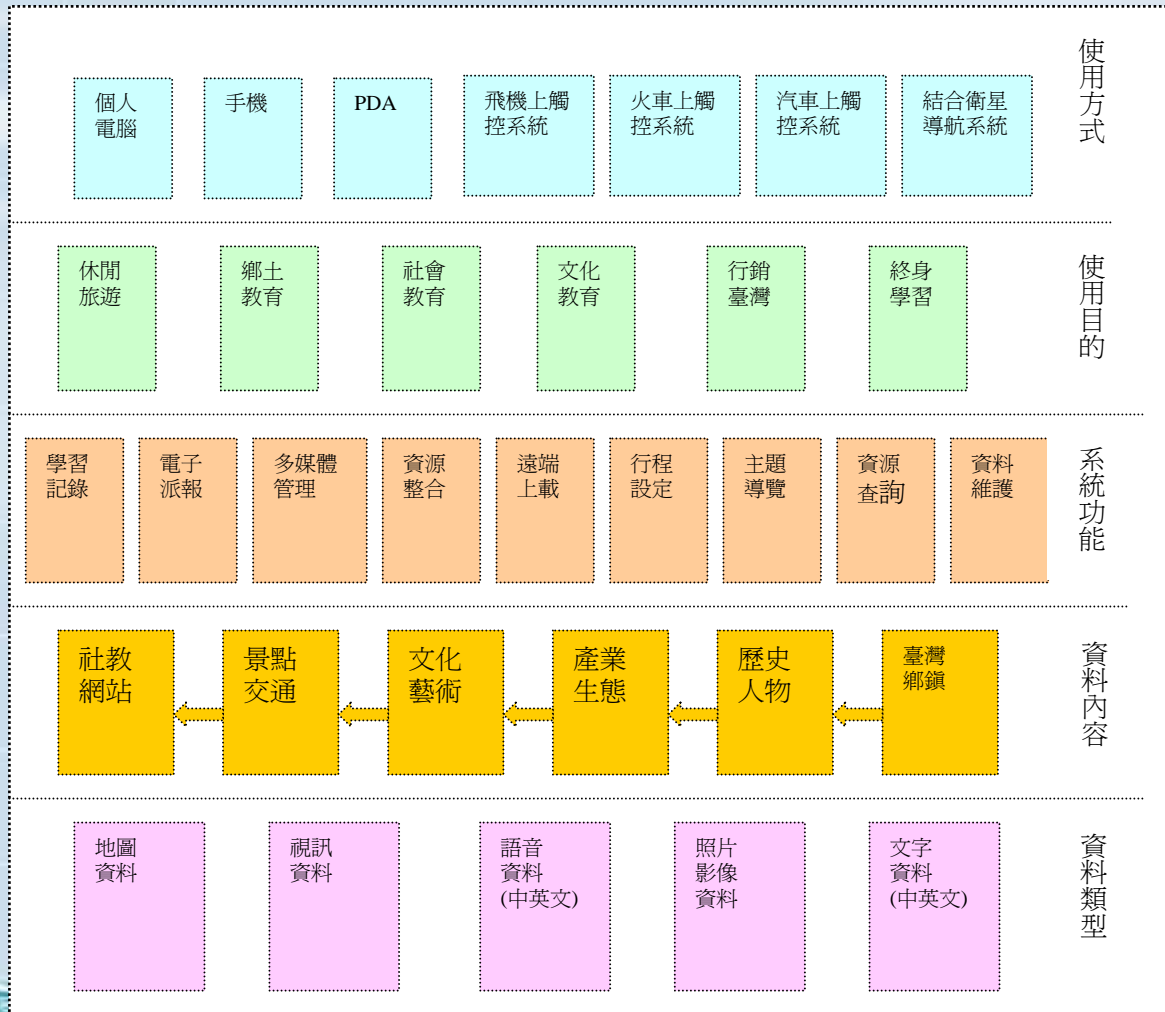 使用方式
個人
電腦
手機
PDA
飛機上觸
控系統
火車上觸
控系統
汽車上觸
控系統
結合衛星
導航系統
使用目的
休閒
旅遊
鄉土
教育
社會
教育
文化
教育
行銷
臺灣
終身
學習
系統功能
學習
記錄
電子
派報
多媒體
管理
資源
整合
遠端
上載
行程
設定
主題
導覽
資源
查詢
資料
維護
資料內容
社教
網站
景點
交通
文化
藝術
產業
生態
歷史
人物
臺灣
鄉鎮
資料類型
地圖
資料
視訊
資料
語音
資料
(中英文)
照片
影像
資料
文字
資料
(中英文)